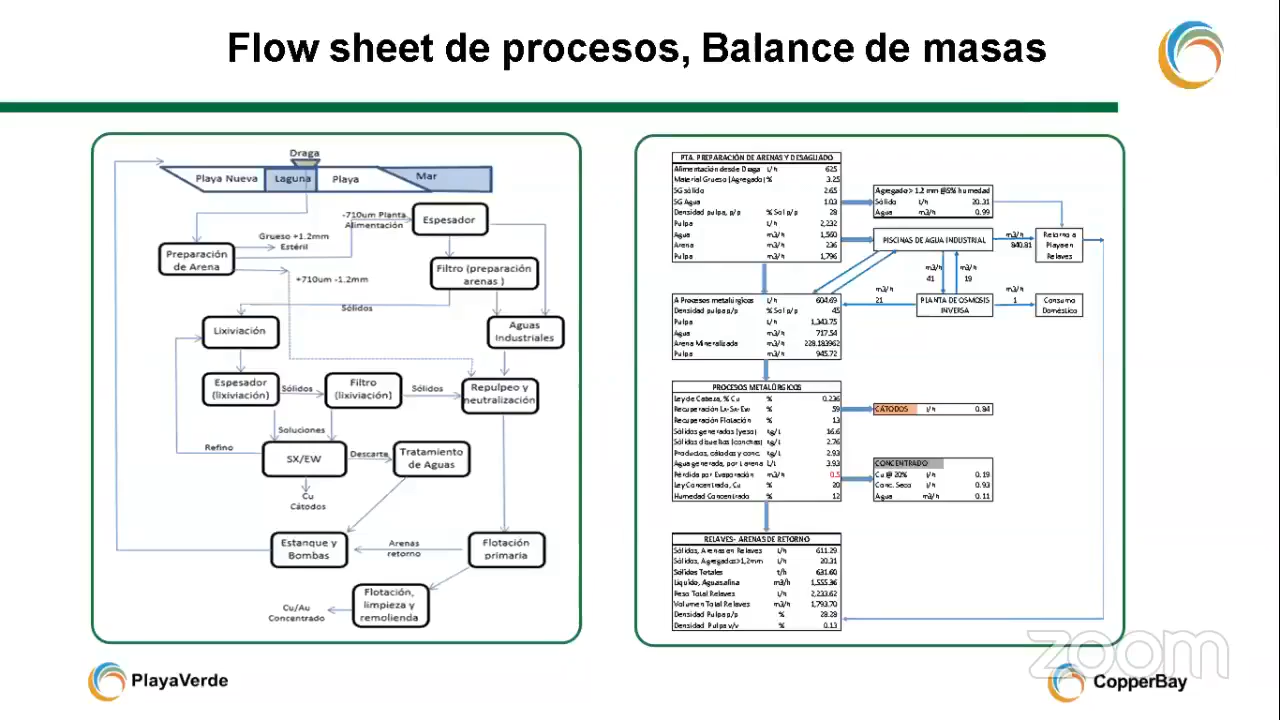 Flow sheet de procesos, Balance de masas
Draga
Playa Nueva
Laguna
Playa
Mar
-710um Planta
Alimentación
Espesador
Grueso +1.2mm
Estéril
Preparación
de Arena
+710um -1.2mm
Filtro (preparación
arenas )
Sólidos
Lixiviación
Aguas
Industriales
Espesador
(lixiviación)
Sólidos
Filtro
(lixiviación)
Sólidos
Repulpeo y
neutralización
Soluciones
Refino
SX/EW
Descarte
Tratamiento
de Aguas
Cu
Cátodos
Estanque y
Bombas
Arenas
retorno
Flotación
primaria
Flotación,
limpieza y
remolienda
Cu/Au
Concentrado
PTA. PREPARACIÓN DE ARENAS Y DESAGUADO
Alimentación desde Draga t/h 625
Material Grueso (Agregado) % 3.25
SG sólido 2.65
SG Agua 1.03
Densidad pulpa, p/p % Sol p/p 28
Pulpa t/h 2,232
Agua m3/h 1,560
Arena m3/h 236
Pulpa m3/h 1,796
Agregado > 1.2 mm @5% humedad
Sólido t/h 20.31
Agua m3/h 0.99
PISCINAS DE AGUA INDUSTRIAL
m3/h
840.81
Retorno a
Playa en
Relaves
m3/h
41
m3/h
19
m3/h
21
PLANTA DE OSMOSIS
INVERSA
m3/h
1
Consumo
Doméstico
A Procesos metalúrgicos t/h 604.69
Densidad pulpa p/p % Sol p/p 45
Pulpa t/h 1,343.75
Agua m3/h 717.54
Arena Mineralizada m3/h 228.183962
Pulpa m3/h 945.72
PROCESOS METALÚRGICOS
Ley de Cabeza, % Cu % 0.236
Recuperación Lx-Sx-Ew % 59
Recuperación Flotación % 13
Sólidos generados (yeso) kg/t 16.6
Sólidos disueltos (conchas) kg/t 2.76
Productos, cátodos y conc. kg/t 2.93
Agua generada, por t arena l/t 3.93
Pérdida por Evaporación m3/h 0.5
Ley Concentrado, Cu % 20
Humedad Concentrado % 12
CÁTODOS t/h 0.84
CONCENTRADO
Cu @ 20% t/h 0.19
Conc. Seco t/h 0.93
Agua m3/h 0.11
RELAVES- ARENAS DE RETORNO
Sólidos, Arenas en Relaves t/h 611.29
Sólidos, Agregados>1,2mm t/h 20.31
Sólidos Totales t/h 631.60
Líquido, Agua salina m3/h 1,555.36
Peso Total Relaves t/h 2,233.62
Volumen Total Relaves m3/h 1,793.70
Densidad Pulpa p/p % 28.28
Densidad Pulpa v/v % 0.13
zoom
PlayaVerde
CopperBay